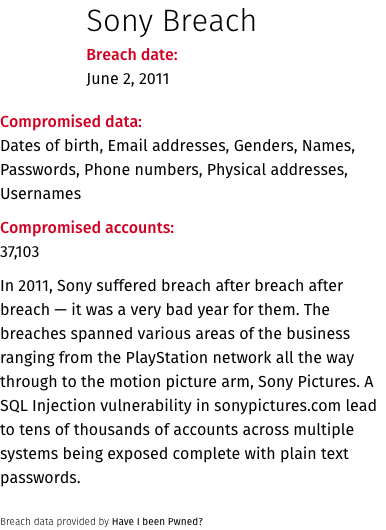 Sony Breach
Breach date:
June 2, 2011
Compromised data:
Dates of birth, Email addresses, Genders, Names,
Passwords, Phone numbers, Physical addresses,
Usernames
Compromised accounts:
37,103
In 2011, Sony suffered breach after breach after
breach — it was a very bad year for them. The
breaches spanned various areas of the business
ranging from the PlayStation network all the way
through to the motion picture arm, Sony Pictures. A
SQL Injection vulnerability in sonypictures.com lead
to tens of thousands of accounts across multiple
systems being exposed complete with plain text
passwords.
Breach data provided by Have I been Pwned?